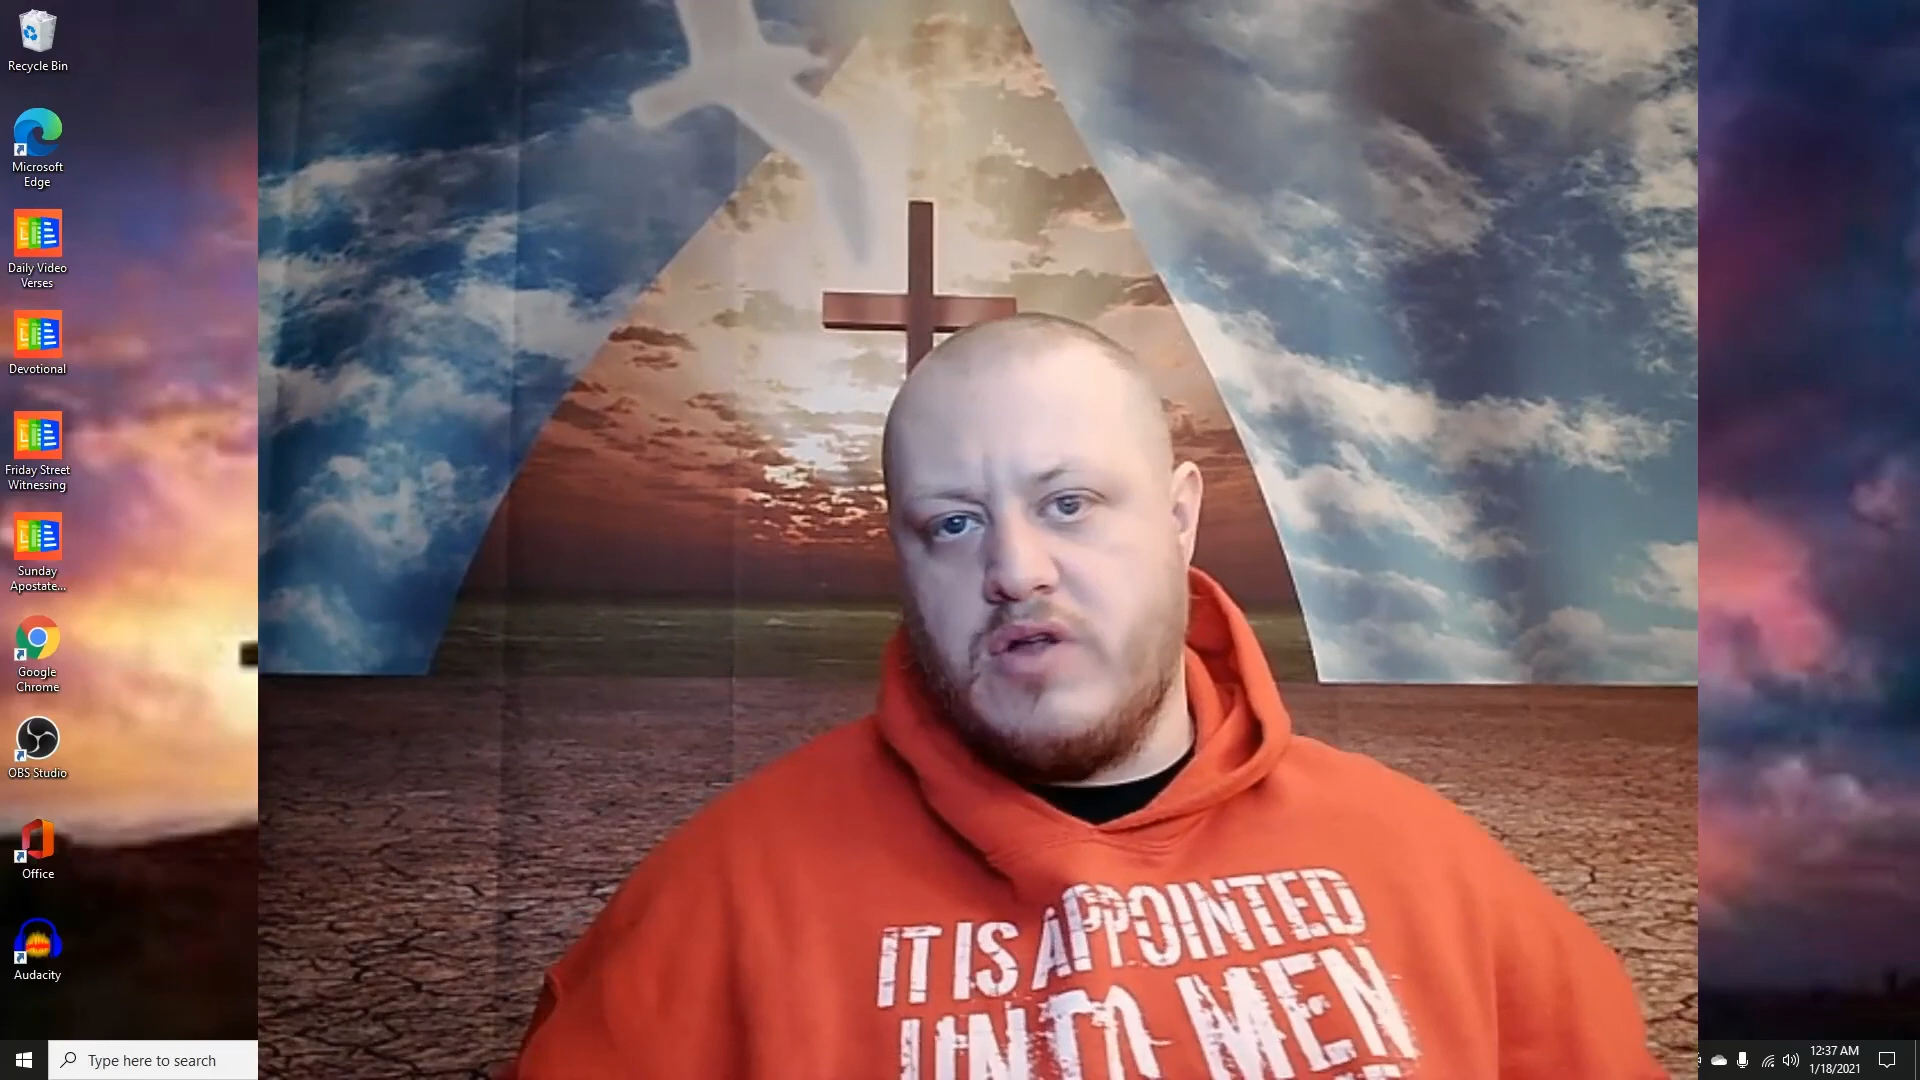 Recycle Bin
Microsoft
Edge
Daily Video
Verses
Devotional
Friday Street
Witnessing
Sunday
Apostate...
Google
Chrome
OBS Studio
Office
Audacity
Type here to search
IT IS APPOINTED
UNTO MEN
12:37 AM
1/18/2021